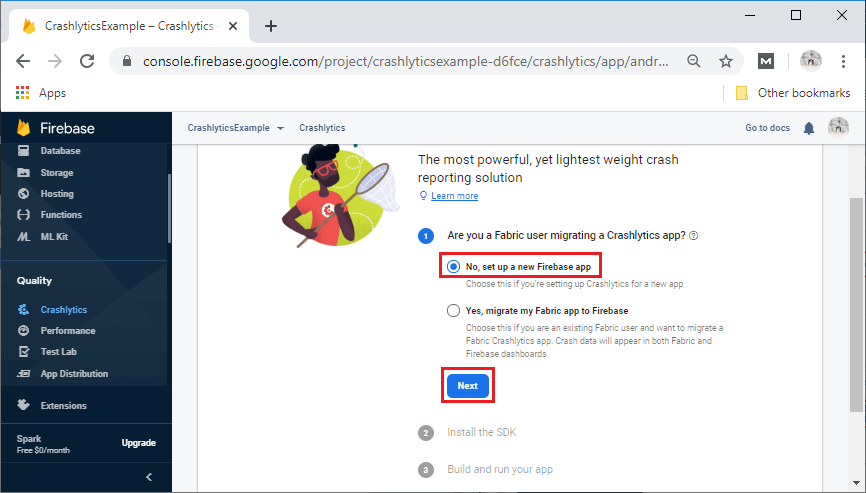 CrashlyticsExample – Crashlytics -
console.firebase.google.com/project/crashlyticsexample-d6fce/crashlytics/app/andr...
M
Apps
Other bookmarks
Firebase
CrashlyticsExample
Crashlytics
Go to docs
Database
Storage
Hosting
Functions
ML Kit
Quality
Crashlytics
Performance
Test Lab
App Distribution
Extensions
Spark
Free $0/month
Upgrade
The most powerful, yet lightest weight crash
reporting solution
Learn more
1 Are you a Fabric user migrating a Crashlytics app?
No, set up a new Firebase app
Choose this if you're setting up Crashlytics for a new app
Yes, migrate my Fabric app to Firebase
Choose this if you are an existing Fabric user and want to migrate a
Fabric Crashlytics app. Crash data will appear in both Fabric and
Firebase dashboards.
Next
2 Install the SDK
3 Build and run your app